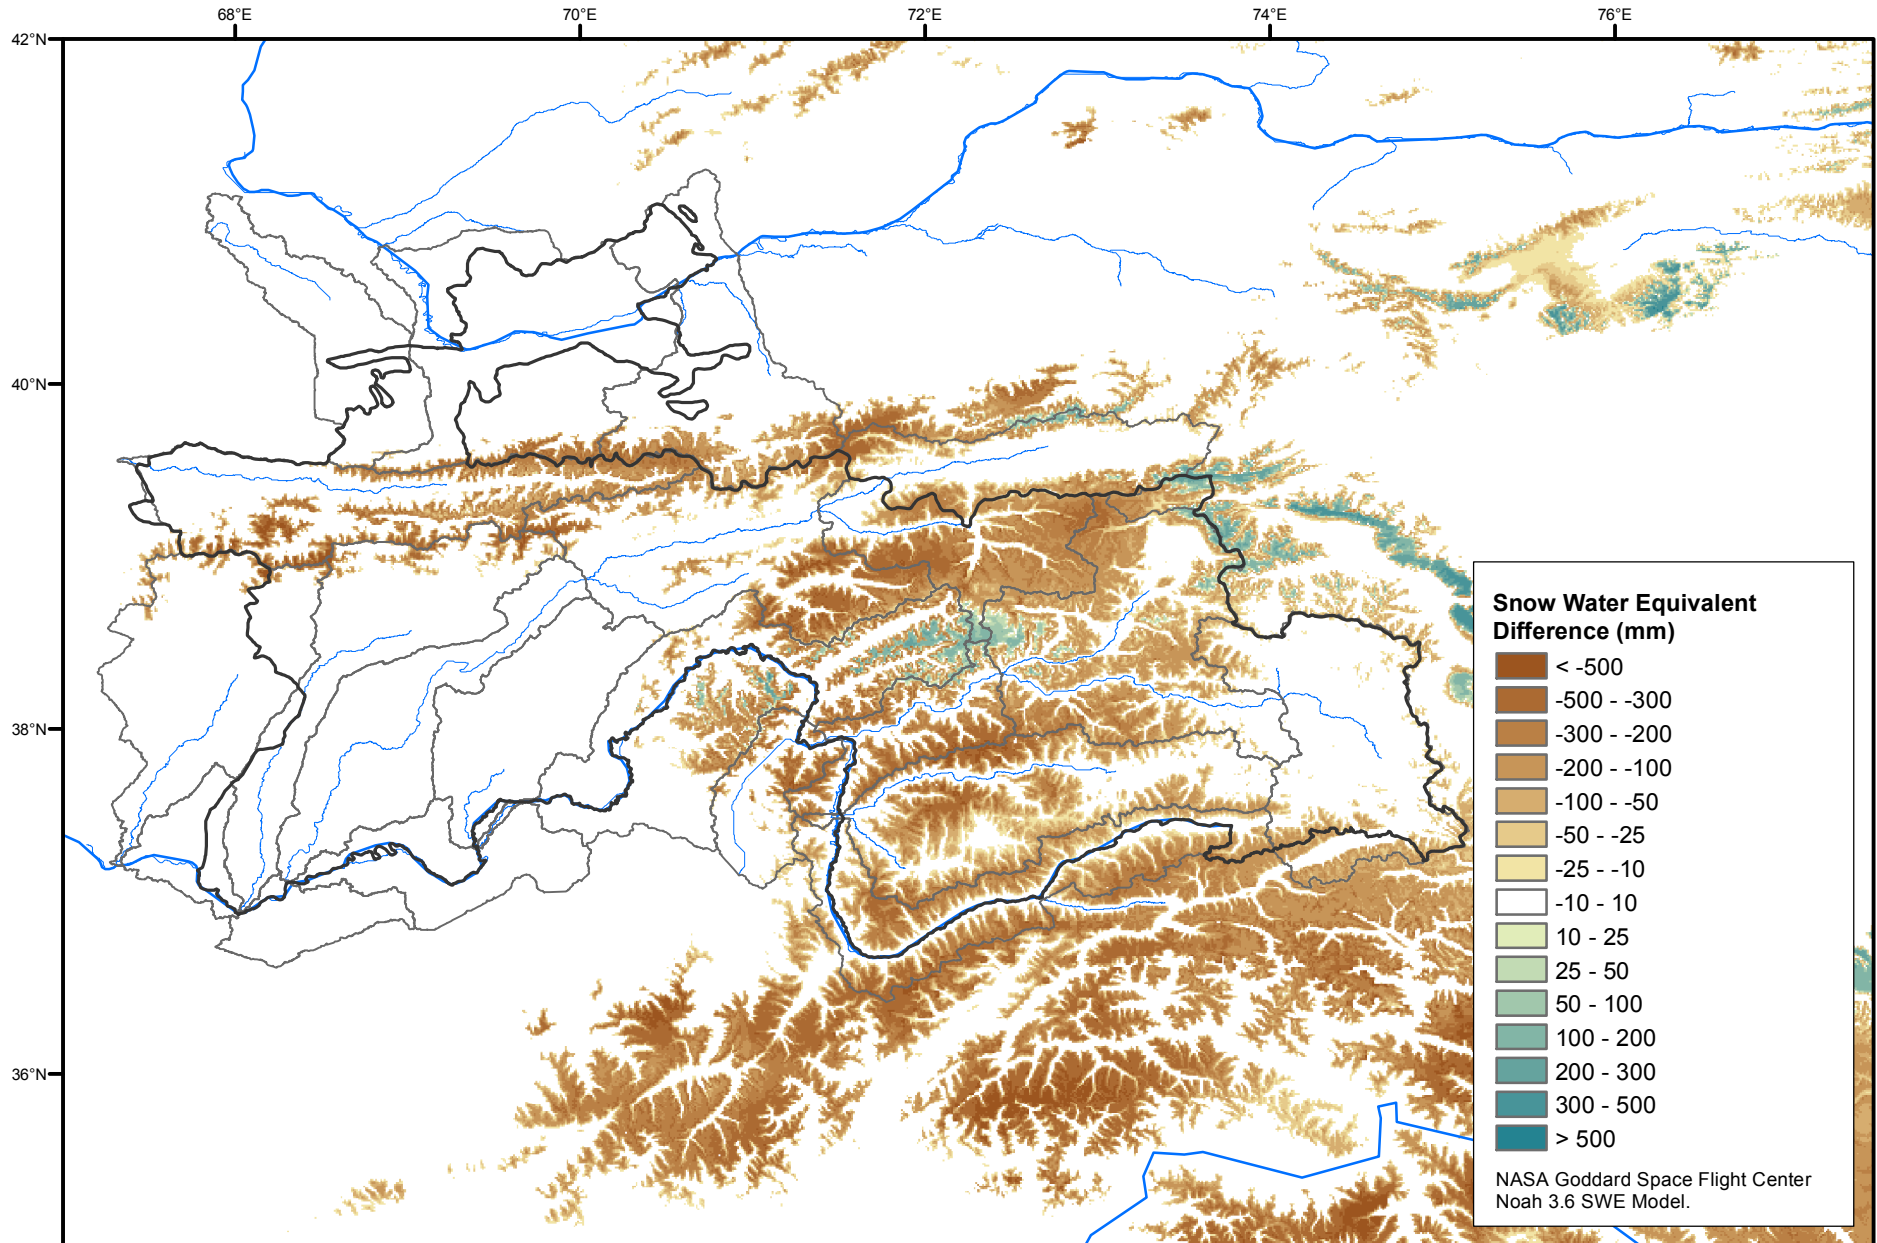 68°E 70°E 72°E 74°E 76°E
42°N
40°N
38°N
36°N
Snow Water Equivalent
Difference (mm)
< -500
-500 - -300
-300 - -200
-200 - -100
-100 - -50
-50 - -25
-25 - -10
-10 - 10
10 - 25
25 - 50
50 - 100
100 - 200
200 - 300
300 - 500
> 500
NASA Goddard Space Flight Center
Noah 3.6 SWE Model.